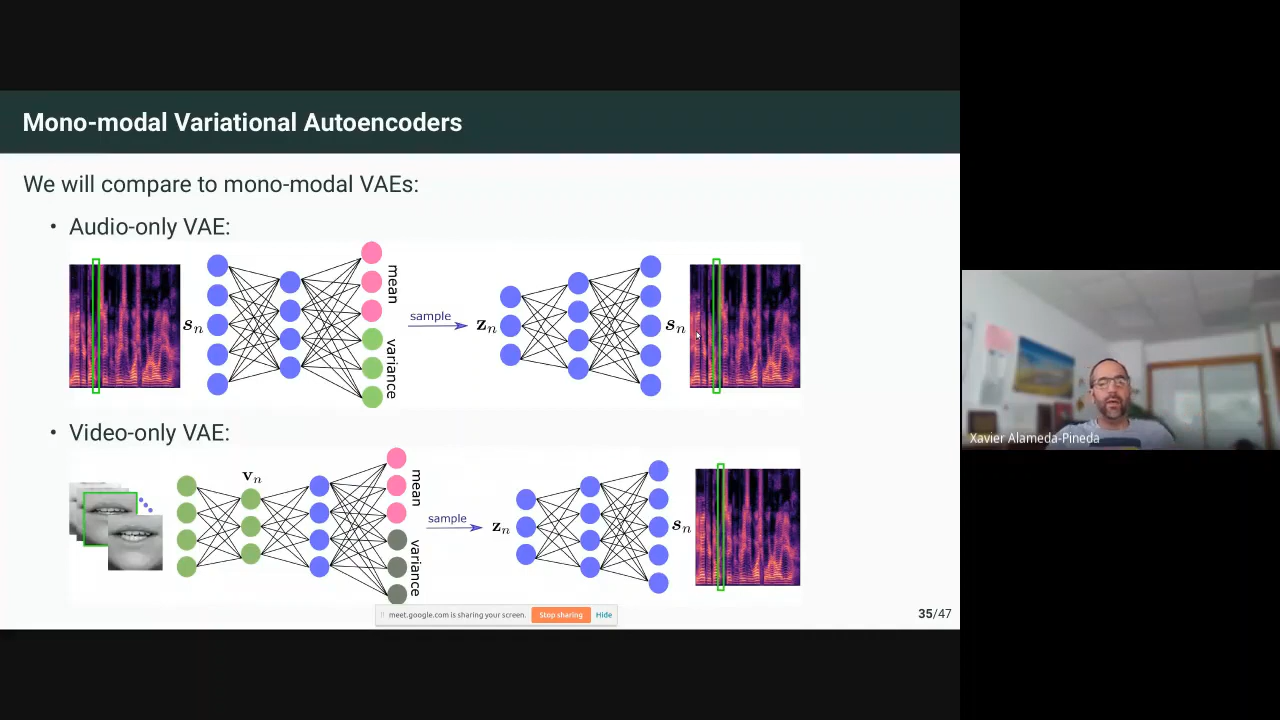 Mono-modal Variational Autoencoders
We will compare to mono-modal VAEs:
• Audio-only VAE:
sₙ
mean
variance
sample
zₙ
sₙ
• Video-only VAE:
vₙ
mean
variance
sample
zₙ
sₙ
meet.google.com is sharing your screen. Stop sharing Hide
35/47
Xavier Alameda-Pineda